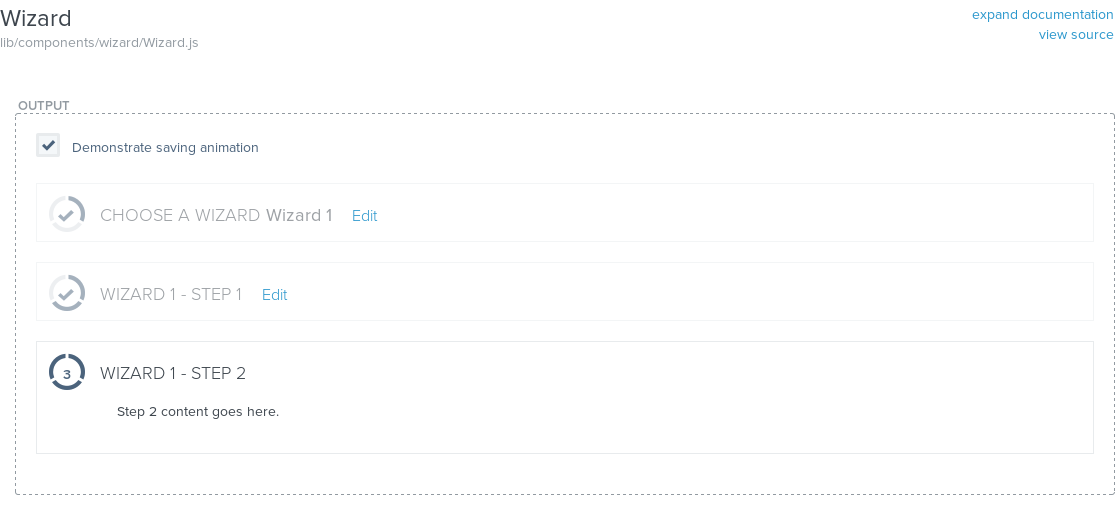 Wizard
expand documentation
lib/components/wizard/Wizard.js
view source
OUTPUT
Demonstrate saving animation
CHOOSE A WIZARD Wizard 1 Edit
WIZARD 1 - STEP 1 Edit
3 WIZARD 1 - STEP 2
Step 2 content goes here.